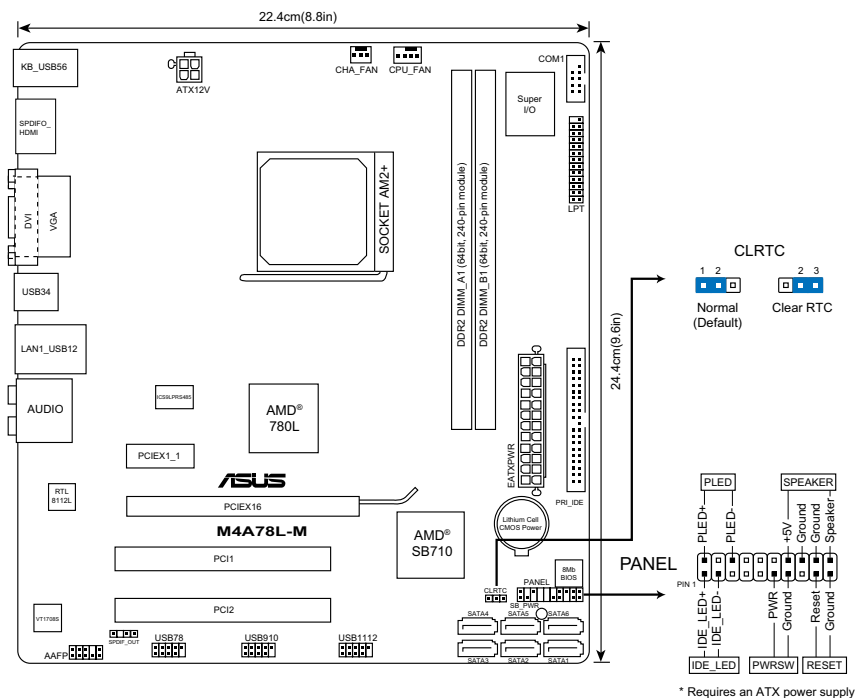 22.4cm(8.8in)
KB_USB56
ATX12V
CHA_FAN
CPU_FAN
COM1
SPDIFO_
HDMI
Super
I/O
SOCKET AM2+
DDR2 DIMM_A1 (64bit, 240-pin module)
DDR2 DIMM_B1 (64bit, 240-pin module)
LPT
DVI
VGA
CLRTC
1 2
2 3
Normal
(Default)
Clear RTC
USB34
24.4cm(9.6in)
LAN1_USB12
AUDIO
ICS9LPRS485
AMD®
780L
EATXPWR
PRI_IDE
PCIEX1_1
ASUS
RTL
8112L
PCIEX16
Lithium Cell
CMOS Power
M4A78L-M
AMD®
SB710
PCI1
8Mb
BIOS
CLRTC
PANEL
SB_PWR
PCI2
SATA4
SATA5
SATA6
VT1708S
SPDIF_OUT
AAFP
USB78
USB910
USB1112
SATA3
SATA2
SATA1
PLED
SPEAKER
PLED+
PLED-
+5V
Ground
Ground
Speaker-
PANEL
PIN 1
IDE_LED+
IDE_LED-
PWR
Ground
Reset
Ground
IDE_LED
PWRSW
RESET
* Requires an ATX power supply